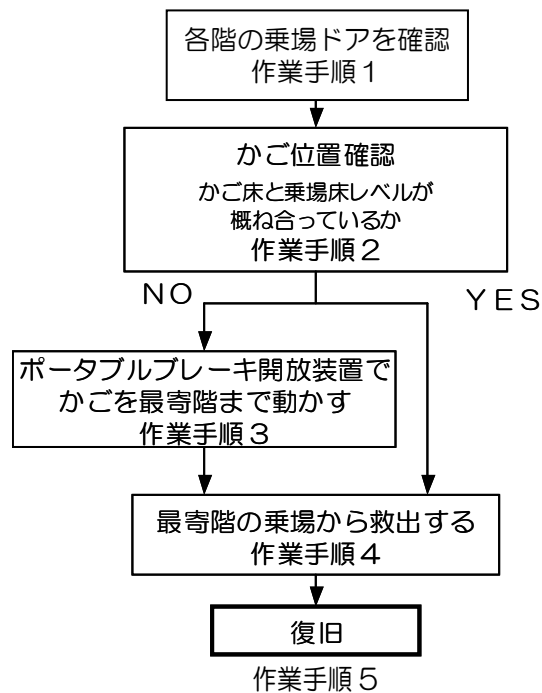 各階の乗場ドアを確認
作業手順１
かご位置確認
かご床と乗場床レベルが
概ね合っているか
作業手順２
ＮＯ
ＹＥＳ
ポータブルブレーキ開放装置で
かごを最寄階まで動かす
作業手順３
最寄階の乗場から救出する
作業手順４
復旧
作業手順５